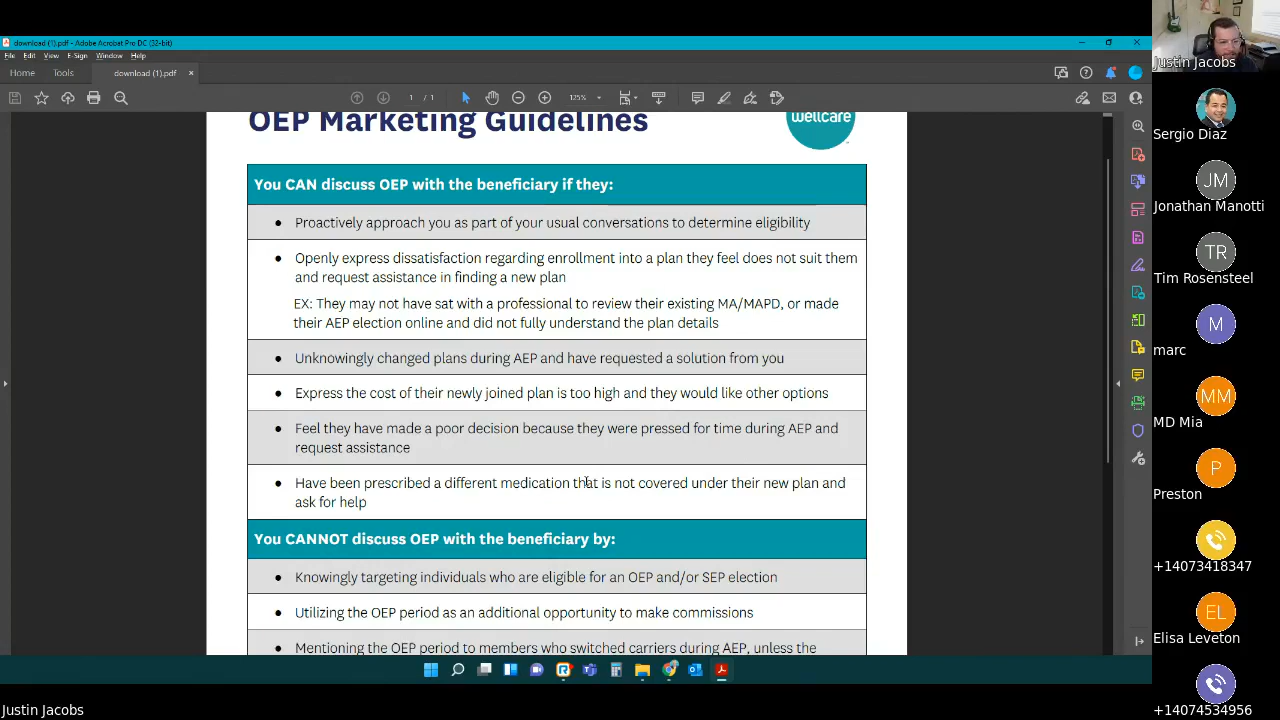 download (1).pdf - Adobe Acrobat Pro DC (32-bit)
File Edit View E-Sign Window Help
Home Tools download (1).pdf ×
1 / 1 125%
OEP Marketing Guidelines
wellcare
You CAN discuss OEP with the beneficiary if they:
• Proactively approach you as part of your usual conversations to determine eligibility
• Openly express dissatisfaction regarding enrollment into a plan they feel does not suit them
and request assistance in finding a new plan
EX: They may not have sat with a professional to review their existing MA/MAPD, or made
their AEP election online and did not fully understand the plan details
• Unknowingly changed plans during AEP and have requested a solution from you
• Express the cost of their newly joined plan is too high and they would like other options
• Feel they have made a poor decision because they were pressed for time during AEP and
request assistance
• Have been prescribed a different medication that is not covered under their new plan and
ask for help
You CANNOT discuss OEP with the beneficiary by:
• Knowingly targeting individuals who are eligible for an OEP and/or SEP election
• Utilizing the OEP period as an additional opportunity to make commissions
• Mentioning the OEP period to members who switched carriers during AEP, unless the
Justin Jacobs
Sergio Diaz
JM
Jonathan Manotti
TR
Tim Rosensteel
M
marc
MM
MD Mia
P
Preston
+14073418347
EL
Elisa Leveton
+14074534956
Justin Jacobs